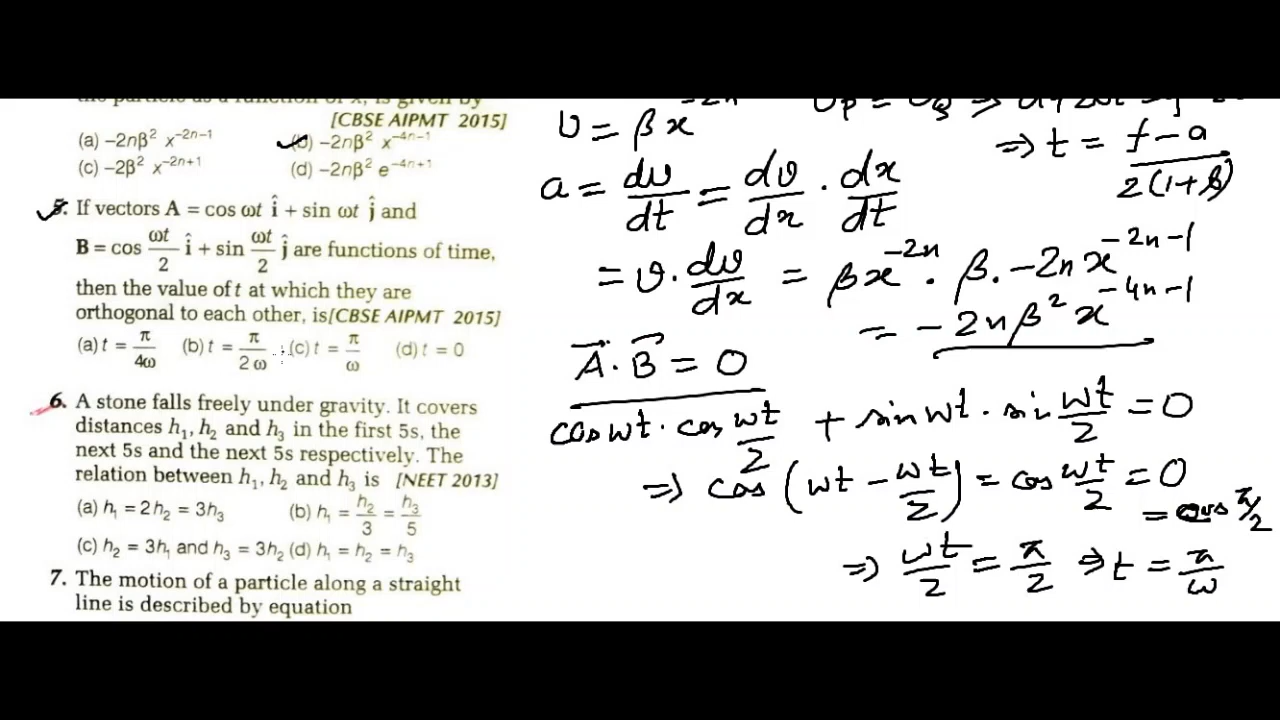 the particle as a function of x, is given by
[CBSE AIPMT 2015]
(a) –2nβ² x⁻²ⁿ⁻¹ (b) –2nβ² x⁻⁴ⁿ⁻¹
(c) –2β² x⁻²ⁿ⁺¹ (d) –2nβ² e⁻⁴ⁿ⁺¹
5. If vectors A = cos ωt î + sin ωt ĵ and
B = cos ωt/2 î + sin ωt/2 ĵ are functions of time,
then the value of t at which they are
orthogonal to each other, is [CBSE AIPMT 2015]
(a) t = π/4ω (b) t = π/2ω (c) t = π/ω (d) t = 0
6. A stone falls freely under gravity. It covers
distances h₁, h₂ and h₃ in the first 5s, the
next 5s and the next 5s respectively. The
relation between h₁, h₂ and h₃ is [NEET 2013]
(a) h₁ = 2h₂ = 3h₃ (b) h₁ = h₂/3 = h₃/5
(c) h₂ = 3h₁ and h₃ = 3h₂ (d) h₁ = h₂ = h₃
7. The motion of a particle along a straight
line is described by equation
v = βx⁻²ⁿ
⇒ t = f – a / 2(1+β)
a = dv/dt = dv/dx · dx/dt
= v · dv/dx = βx⁻²ⁿ · β · –2n x⁻²ⁿ⁻¹
= –2nβ² x⁻⁴ⁿ⁻¹
A⃗ · B⃗ = 0
cos ωt · cos ωt/2 + sin ωt · sin ωt/2 = 0
⇒ cos (ωt – ωt/2) = cos ωt/2 = 0
= cos π/2
⇒ ωt/2 = π/2 ⇒ t = π/ω